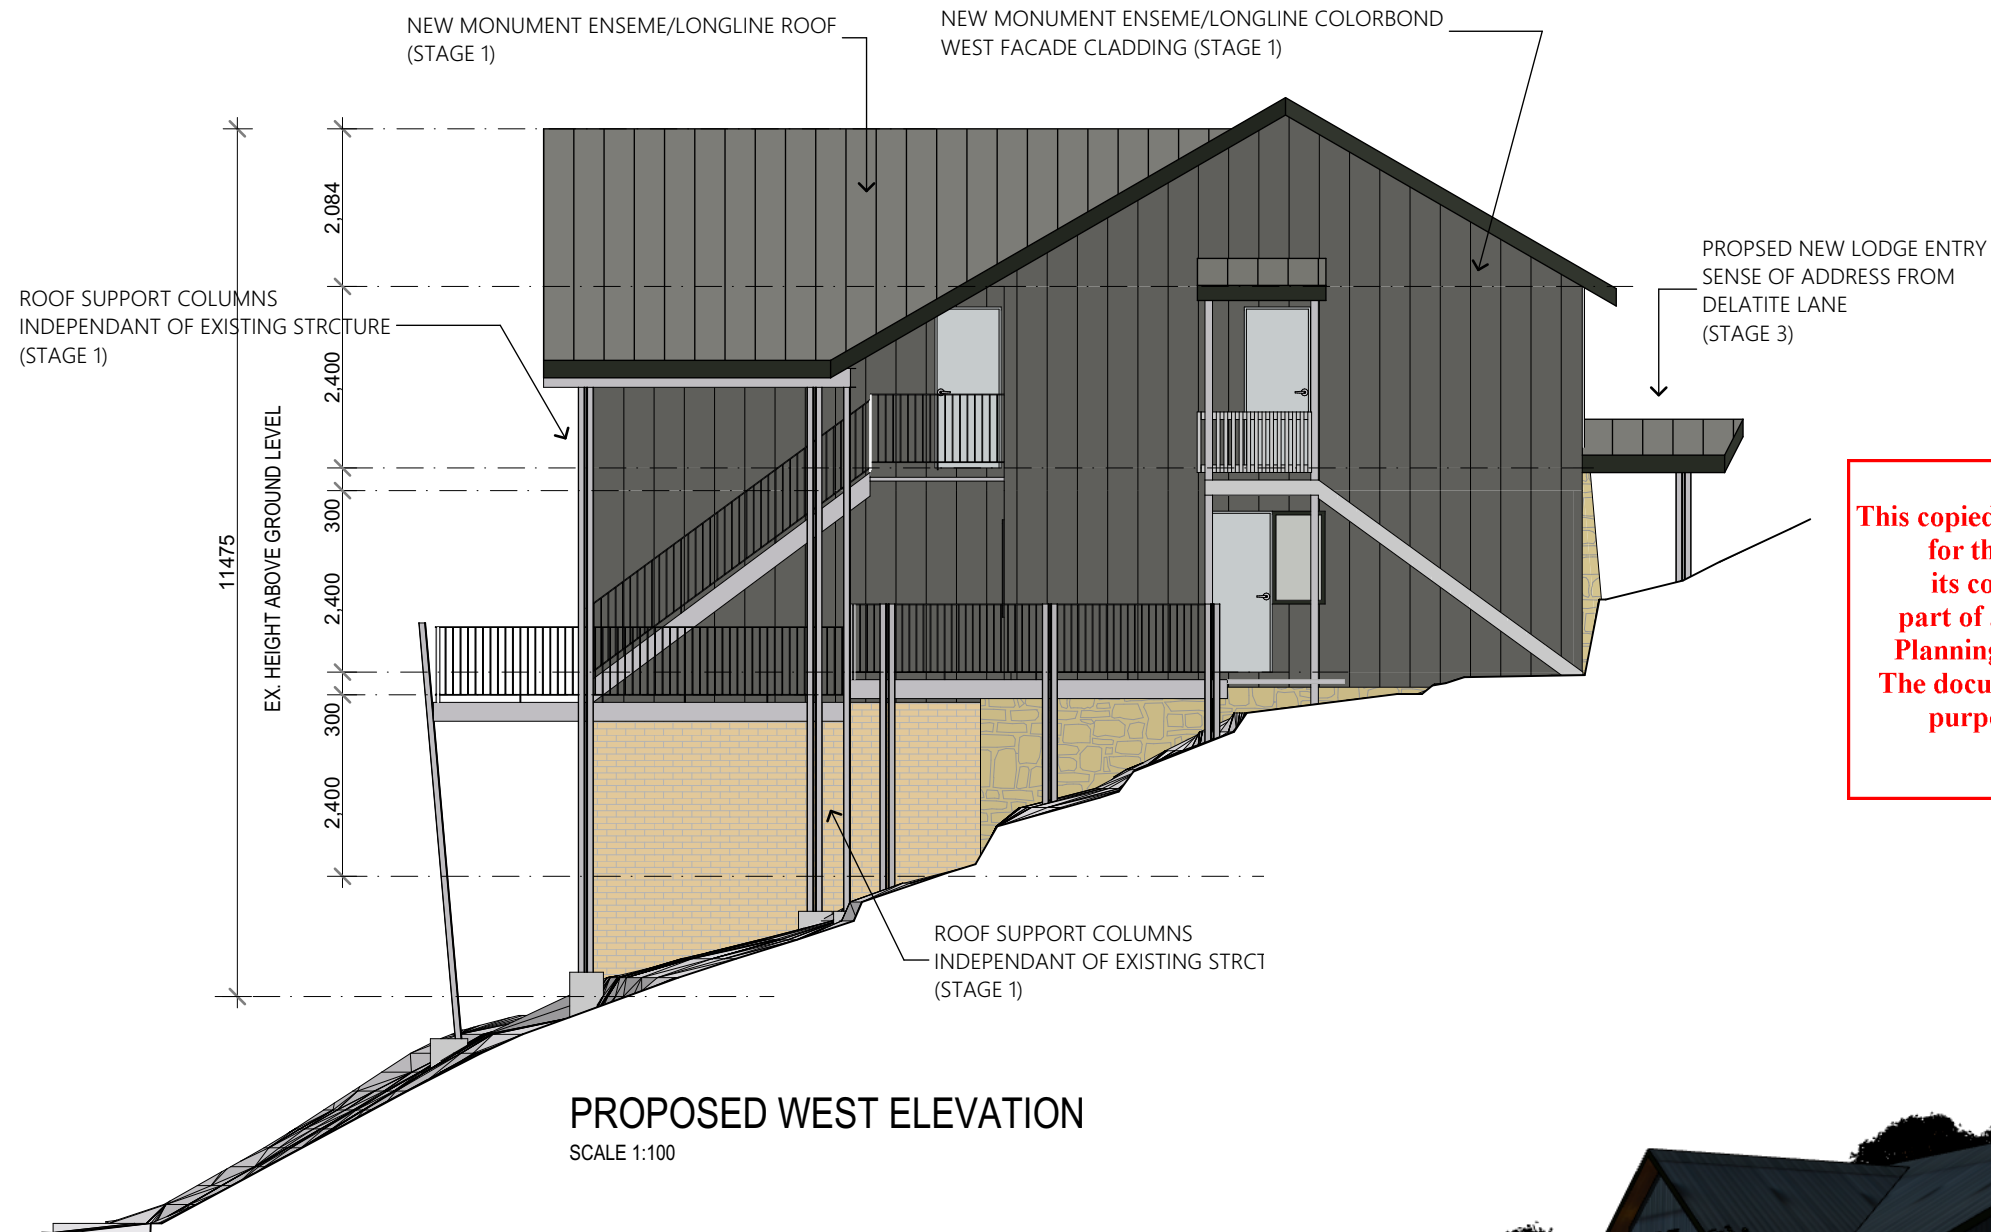 NEW MONUMENT ENSEME/LONGLINE ROOF
(STAGE 1)
NEW MONUMENT ENSEME/LONGLINE COLORBOND
WEST FACADE CLADDING (STAGE 1)
PROPSED NEW LODGE ENTRY
SENSE OF ADDRESS FROM
DELATITE LANE
(STAGE 3)
ROOF SUPPORT COLUMNS
INDEPENDANT OF EXISTING STRCTURE
(STAGE 1)
11475
EX. HEIGHT ABOVE GROUND LEVEL
2,084
2,400
300
2,400
300
2,400
This copied
for th
its co
part of
Planning
The docu
purp
ROOF SUPPORT COLUMNS
INDEPENDANT OF EXISTING STRCT
(STAGE 1)
PROPOSED WEST ELEVATION
SCALE 1:100